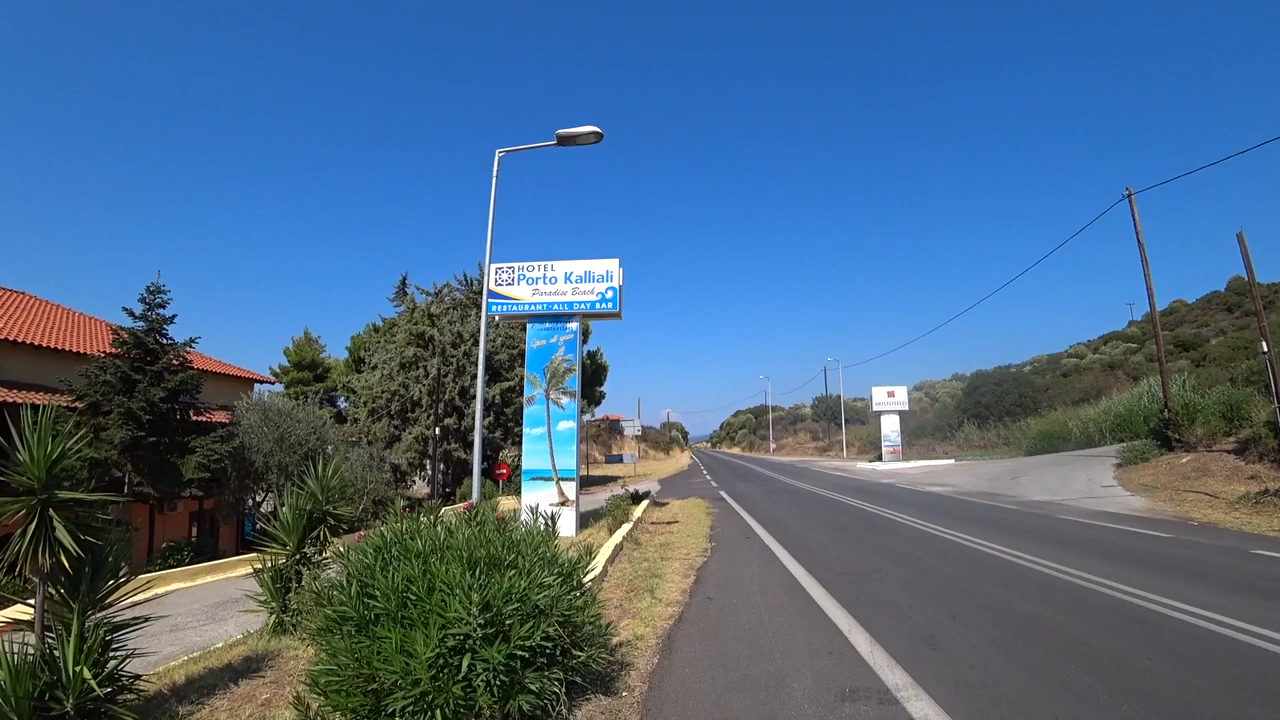 HOTEL
Porto Kalliali
Paradise Beach
RESTAURANT • ALL DAY BAR
Open all year